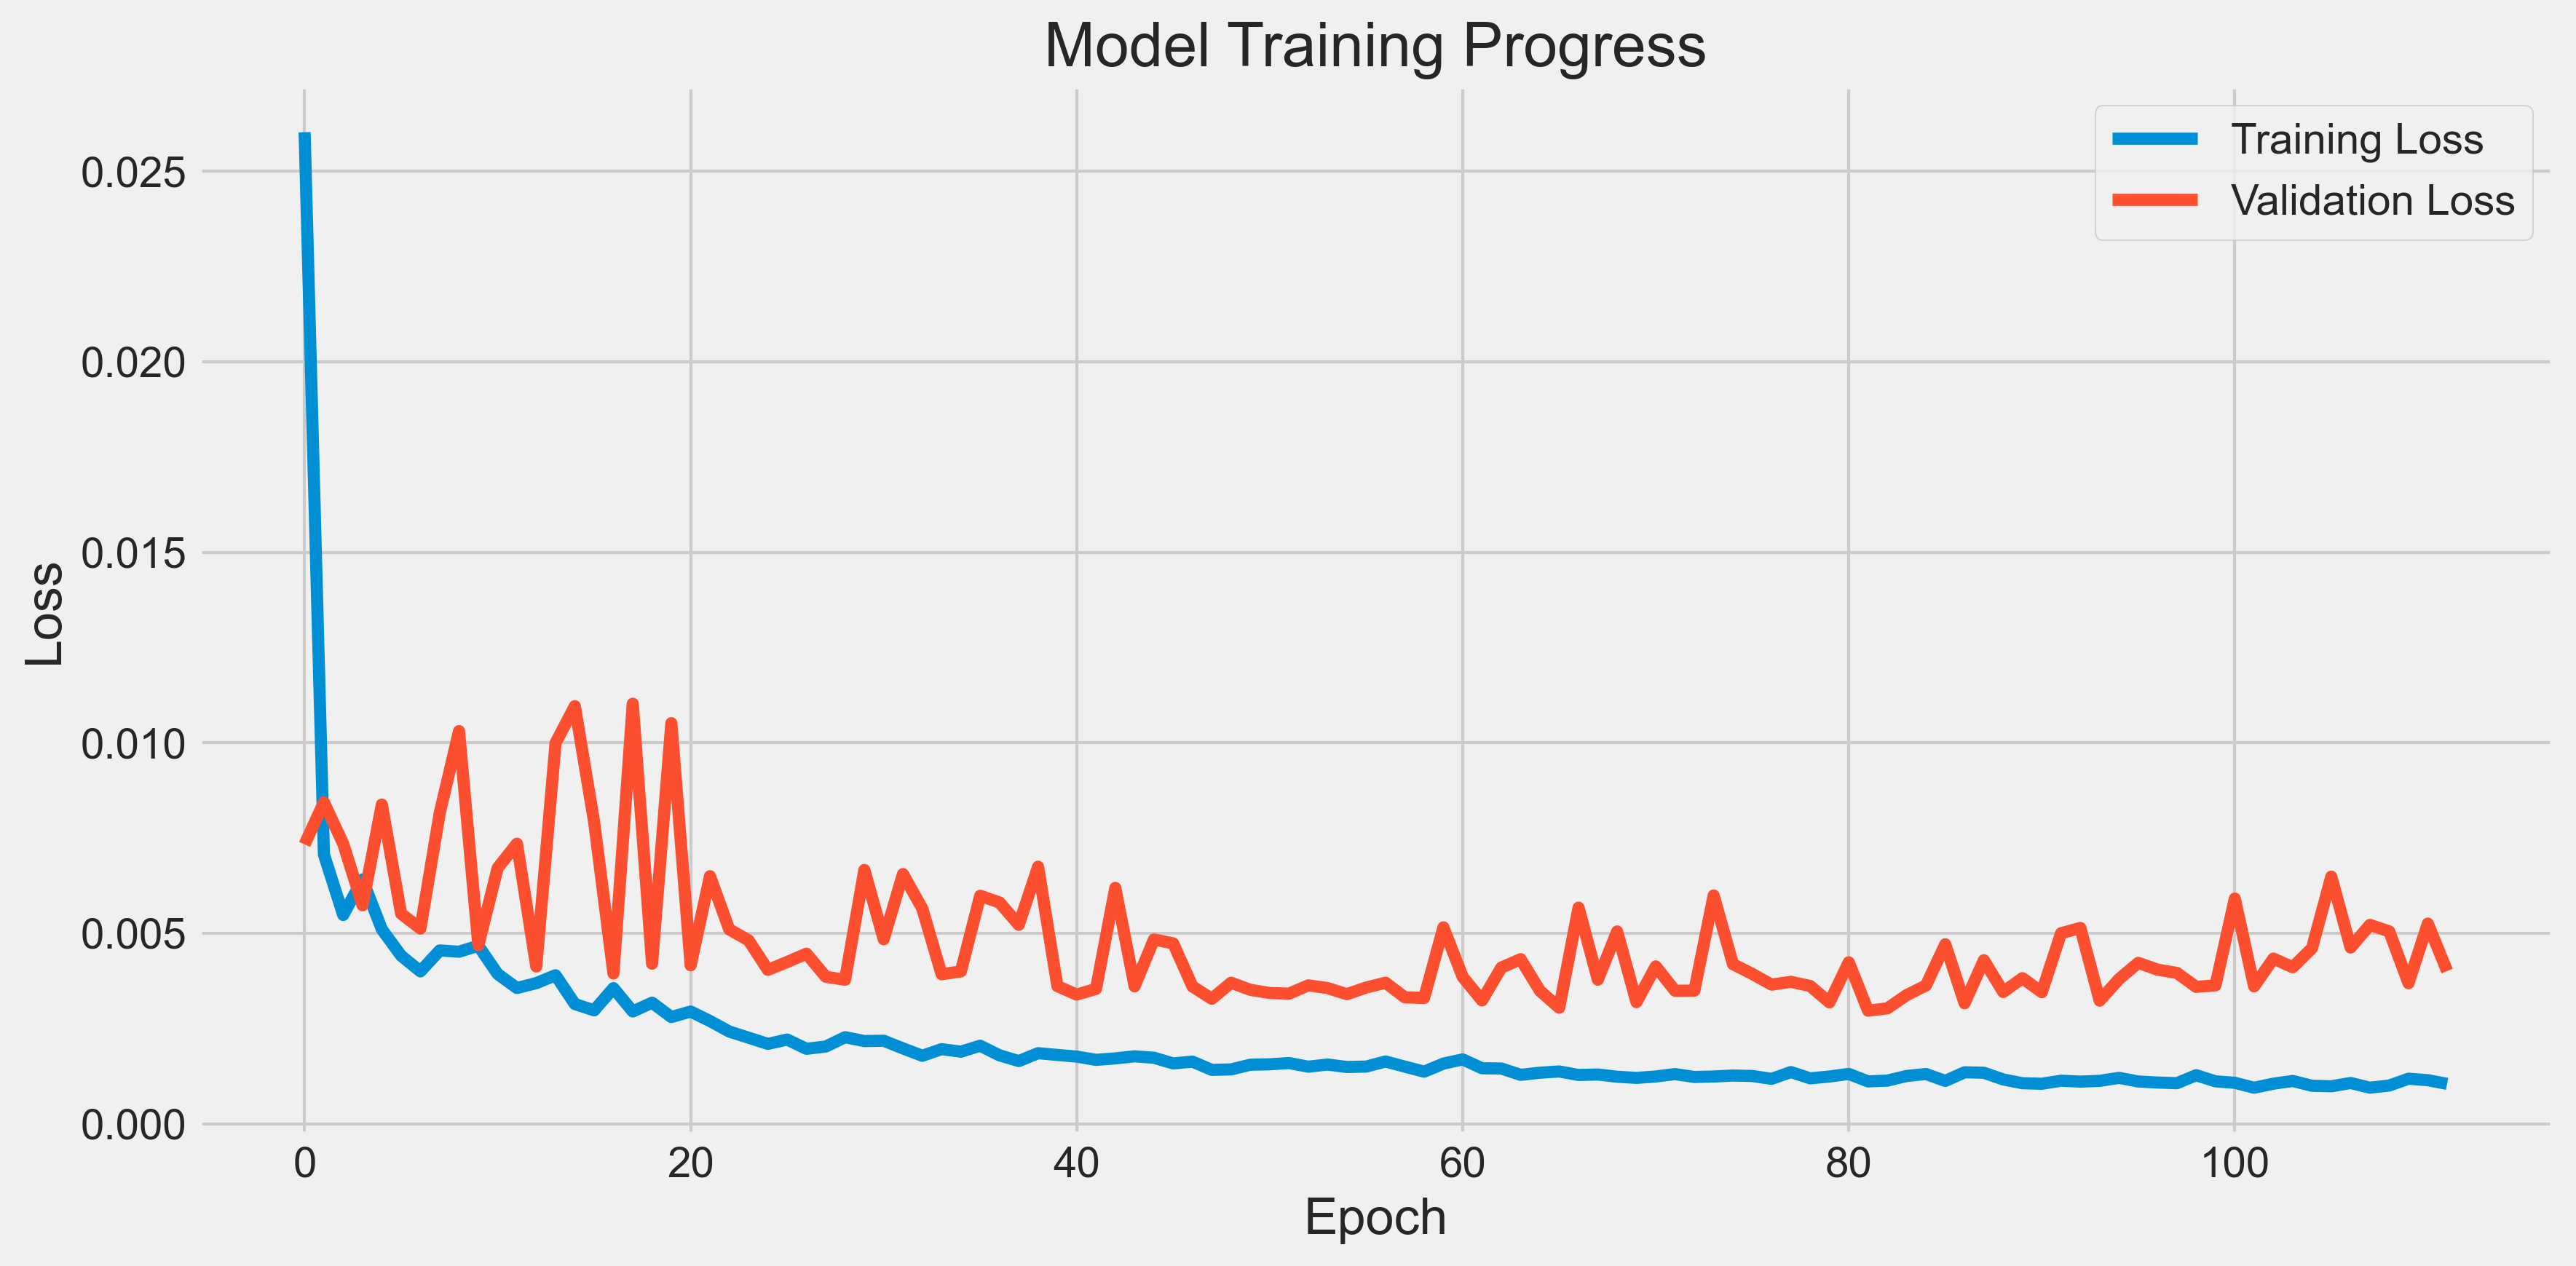 Model Training Progress
Training Loss
Validation Loss
0.025
0.020
0.015
0.010
0.005
0.000
Loss
0 20 40 60 80 100
Epoch